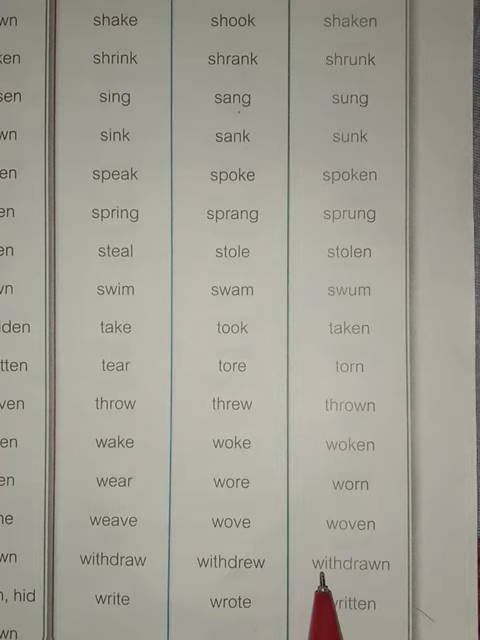 wn shake shook shaken
ken shrink shrank shrunk
sen sing sang sung
wn sink sank sunk
en speak spoke spoken
en spring sprang sprung
en steal stole stolen
vn swim swam swum
lden take took taken
tten tear tore torn
ven throw threw thrown
en wake woke woken
en wear wore worn
ne weave wove woven
wn withdraw withdrew withdrawn
n, hid write wrote written
wn